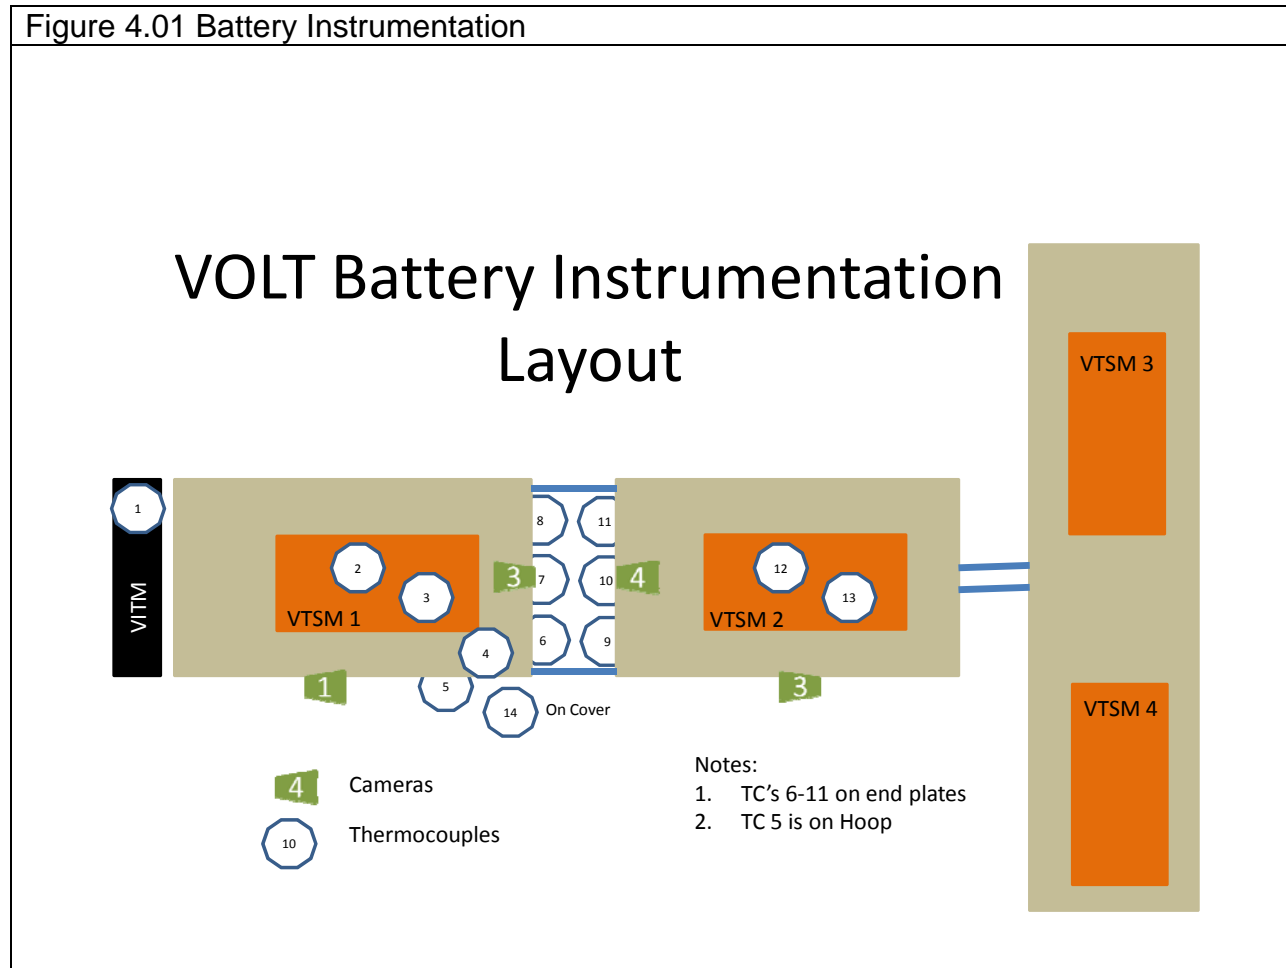 Figure 4.01 Battery Instrumentation
VOLT Battery Instrumentation
Layout
VTSM 3
1
VITM
2
3
VTSM 1
4
5
14
On Cover
1
3
8
7
6
11
10
9
4
12
13
VTSM 2
3
VTSM 4
4
Cameras
10
Thermocouples
Notes:
1. TC's 6-11 on end plates
2. TC 5 is on Hoop